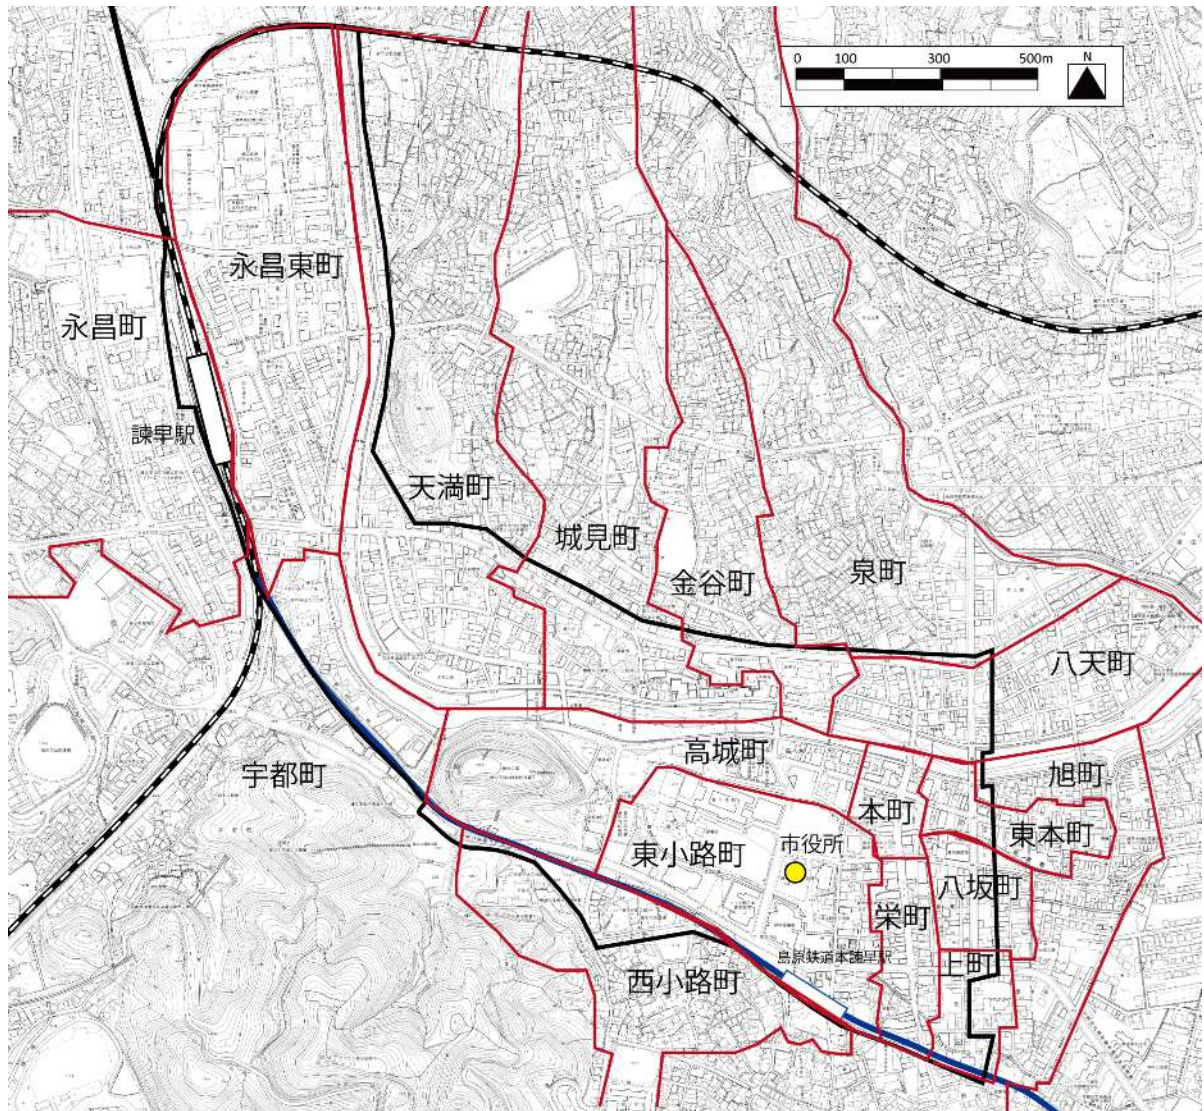 0 100 300 500m
N
永昌東町
永昌町
諫早駅
天満町
城見町
金谷町
泉町
八天町
高城町
宇都町
旭町
本町
東本町
東小路町
市役所
八坂町
栄町
島原鉄道本諫早駅
上町
西小路町